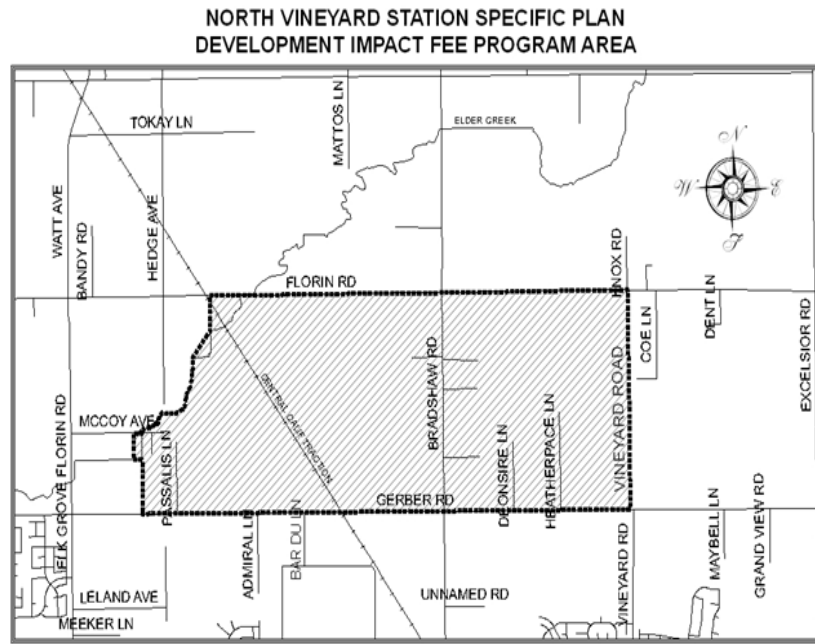 NORTH VINEYARD STATION SPECIFIC PLAN
DEVELOPMENT IMPACT FEE PROGRAM AREA
TOKAY LN
MATTOS LN
ELDER GREEK
N
W
E
WATT AVE
BANDY RD
HEDGE AVE
KNOX RD
FLORIN RD
COE LN
DENT LN
EXCELSIOR RD
BRADSHAW RD
VINEYARD ROAD
CENTRAL CALIF TRACTION
MCCOY AVE
ELK GROVE FLORIN RD
PASSALIS LN
DEVONSIRE LN
HEATHERPACE LN
GERBER RD
ADMIRAL LN
BAR DU LN
VINEYARD RD
MAYBELL LN
GRAND VIEW RD
LELAND AVE
UNNAMED RD
MEEKER LN